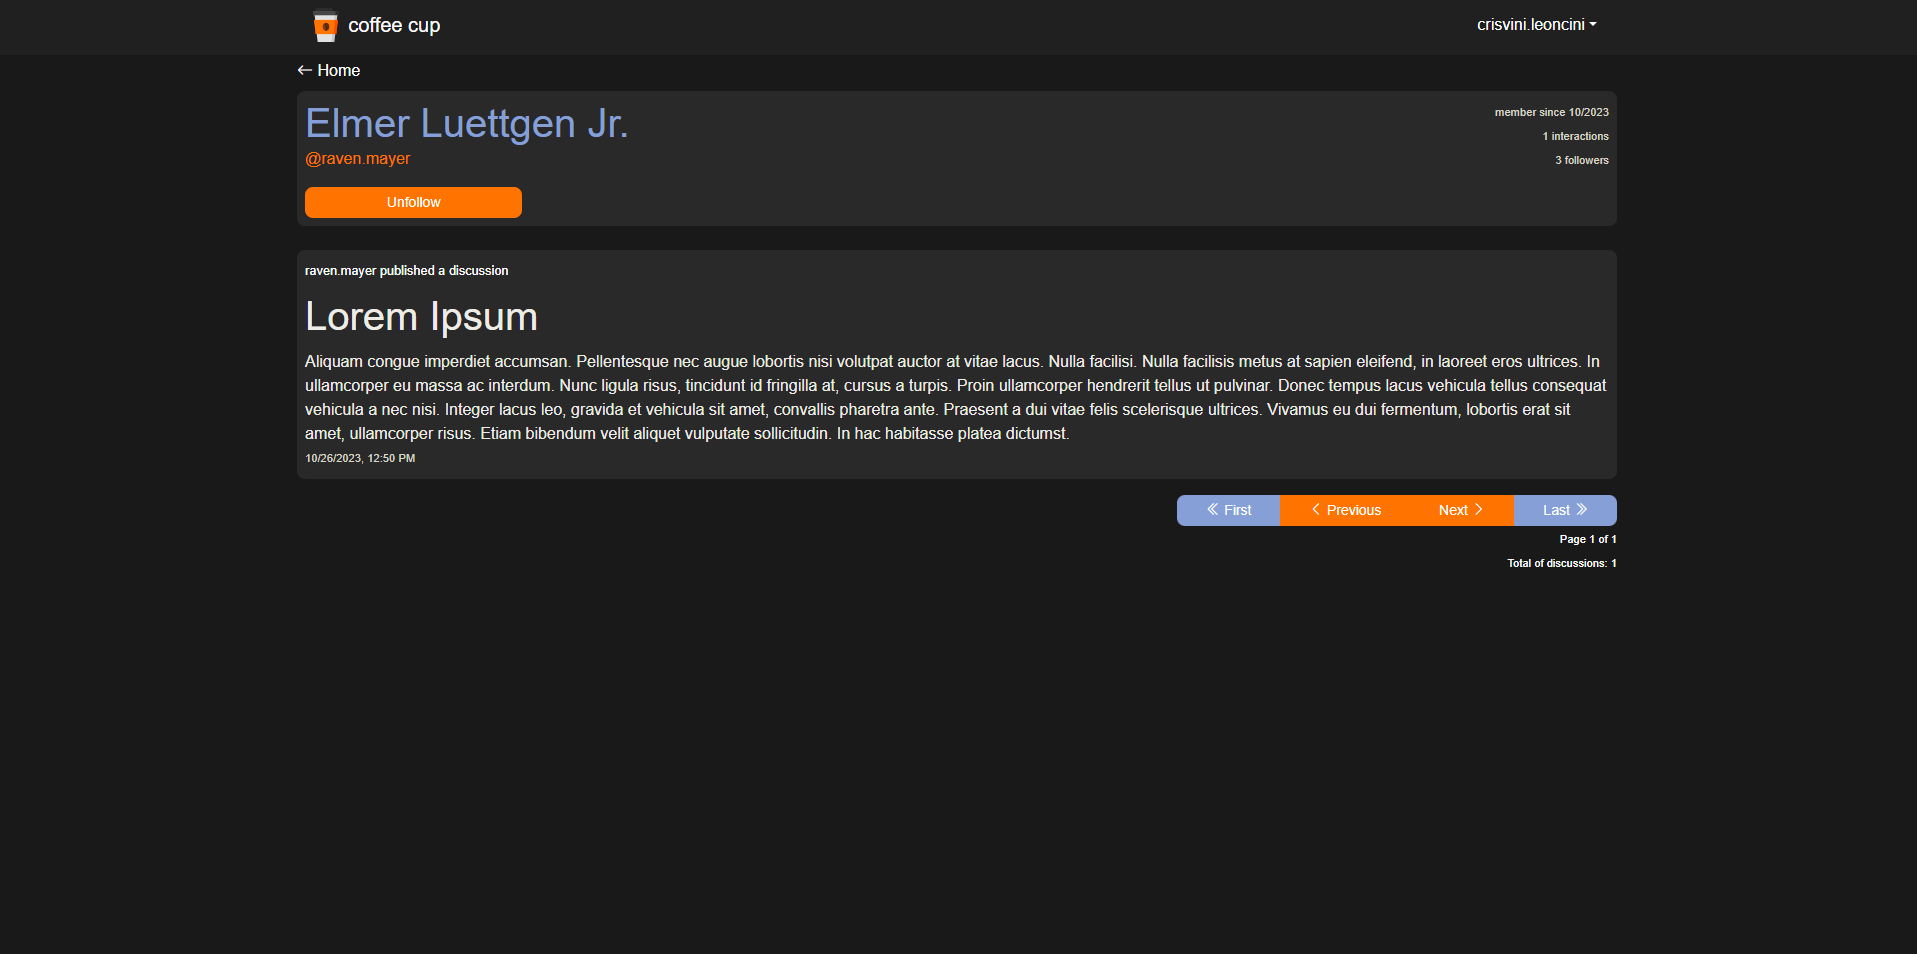 coffee cup
crisvini.leoncini
Home
Elmer Luettgen Jr.
@raven.mayer
member since 10/2023
1 interactions
3 followers
Unfollow
raven.mayer published a discussion
Lorem Ipsum
Aliquam congue imperdiet accumsan. Pellentesque nec augue lobortis nisi volutpat auctor at vitae lacus. Nulla facilisi. Nulla facilisis metus at sapien eleifend, in laoreet eros ultrices. In
ullamcorper eu massa ac interdum. Nunc ligula risus, tincidunt id fringilla at, cursus a turpis. Proin ullamcorper hendrerit tellus ut pulvinar. Donec tempus lacus vehicula tellus consequat
vehicula a nec nisi. Integer lacus leo, gravida et vehicula sit amet, convallis pharetra ante. Praesent a dui vitae felis scelerisque ultrices. Vivamus eu dui fermentum, lobortis erat sit
amet, ullamcorper risus. Etiam bibendum velit aliquet vulputate sollicitudin. In hac habitasse platea dictumst.
10/26/2023, 12:50 PM
First
Previous
Next
Last
Page 1 of 1
Total of discussions: 1